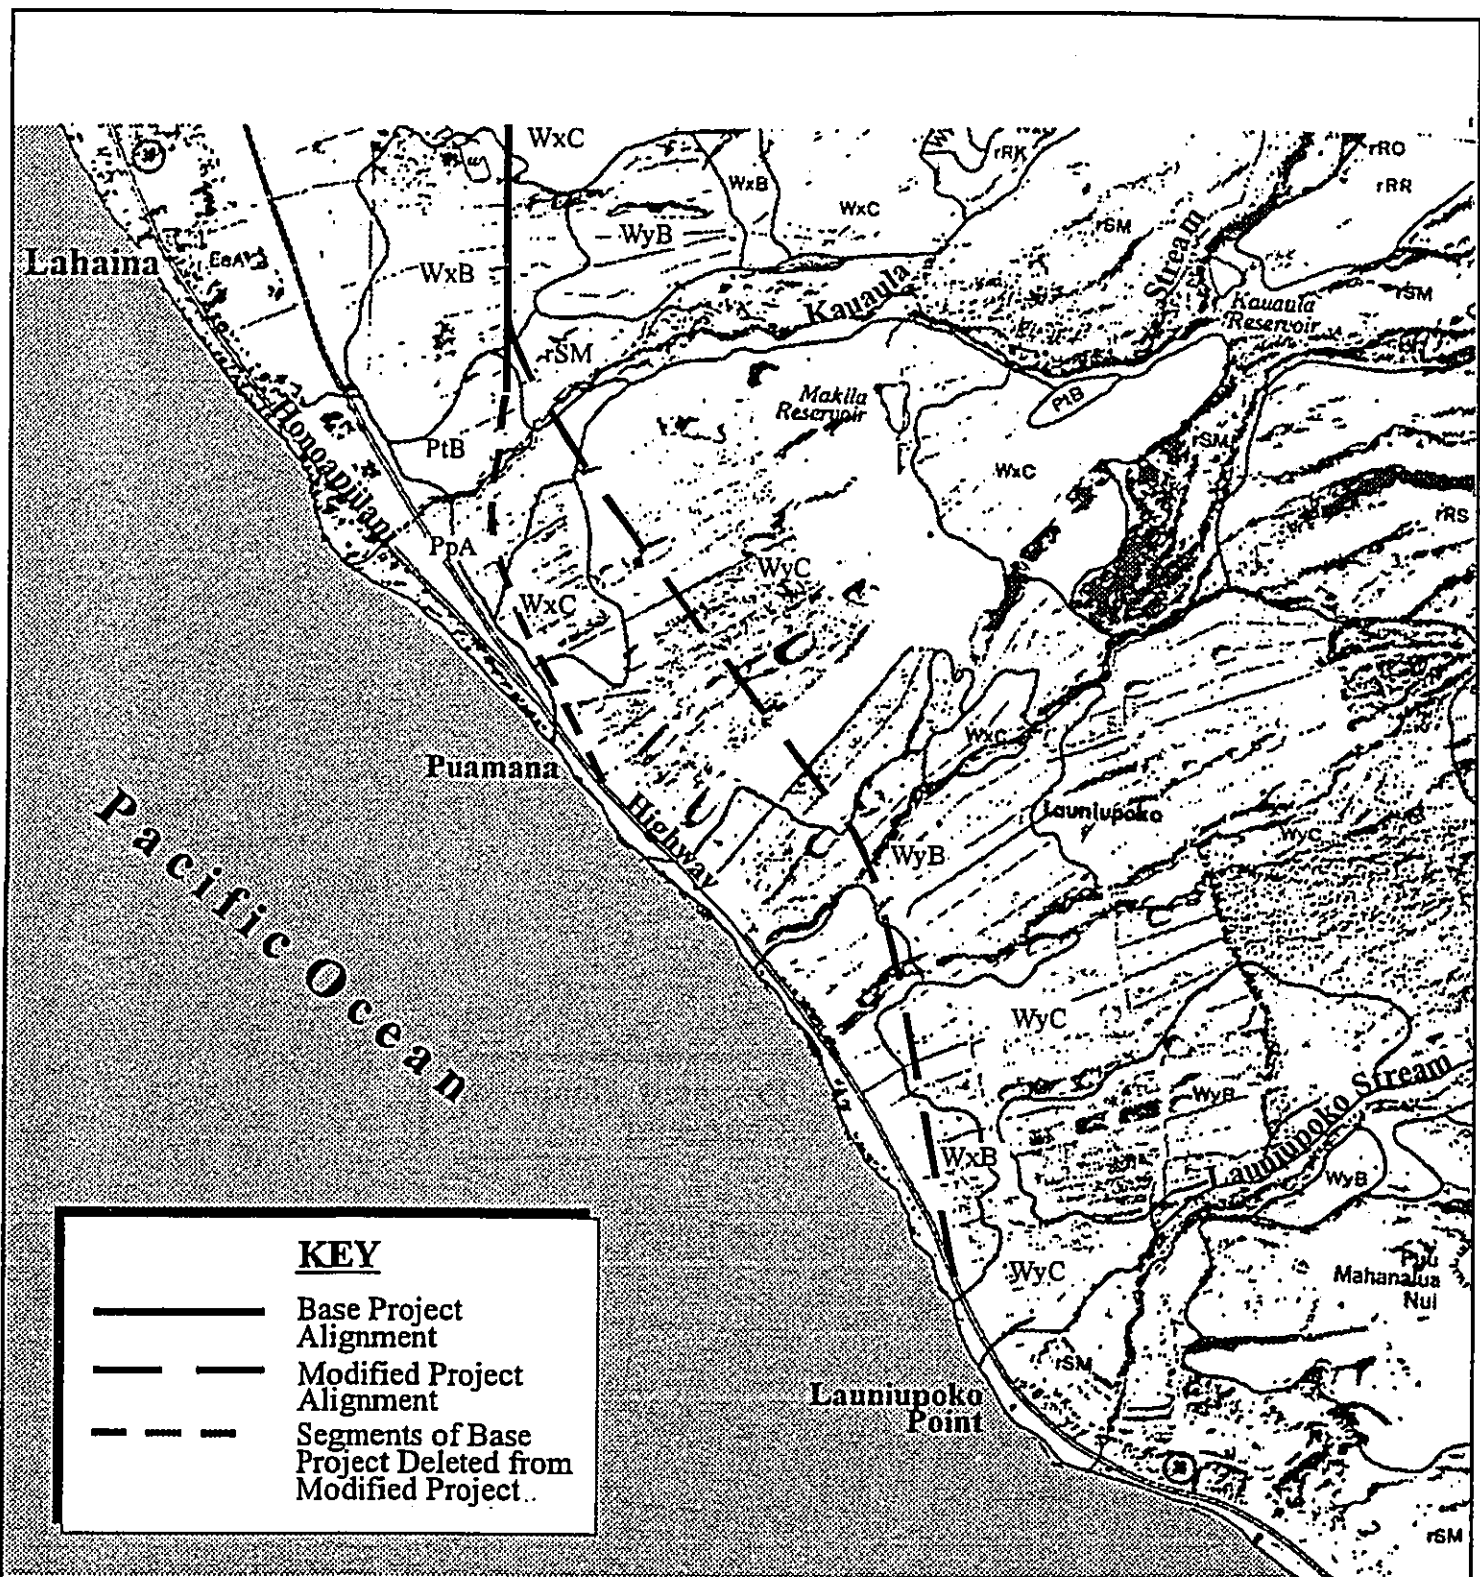 WxC
rRK
rRO
rRR
WxB
WxC
Lahaina
EaA
WyB
WxB
rSM
Stream
Kauaula
Kauaula
Reservoir
rSM
rSM
Makila
Reservoir
PtB
Honoapiilani
PtB
rSM
WxC
rRS
PpA
WyC
WxC
WxC
Puamana
Highway
Launiupoko
WyC
WyB
Pacific Ocean
WyC
WyB
Launiupoko Stream
WxB
WyB
WyC
Puu
Mahanalua
Nui
rSM
Launiupoko
Point
30
rSM
KEY
Base Project
Alignment
Modified Project
Alignment
Segments of Base
Project Deleted from
Modified Project